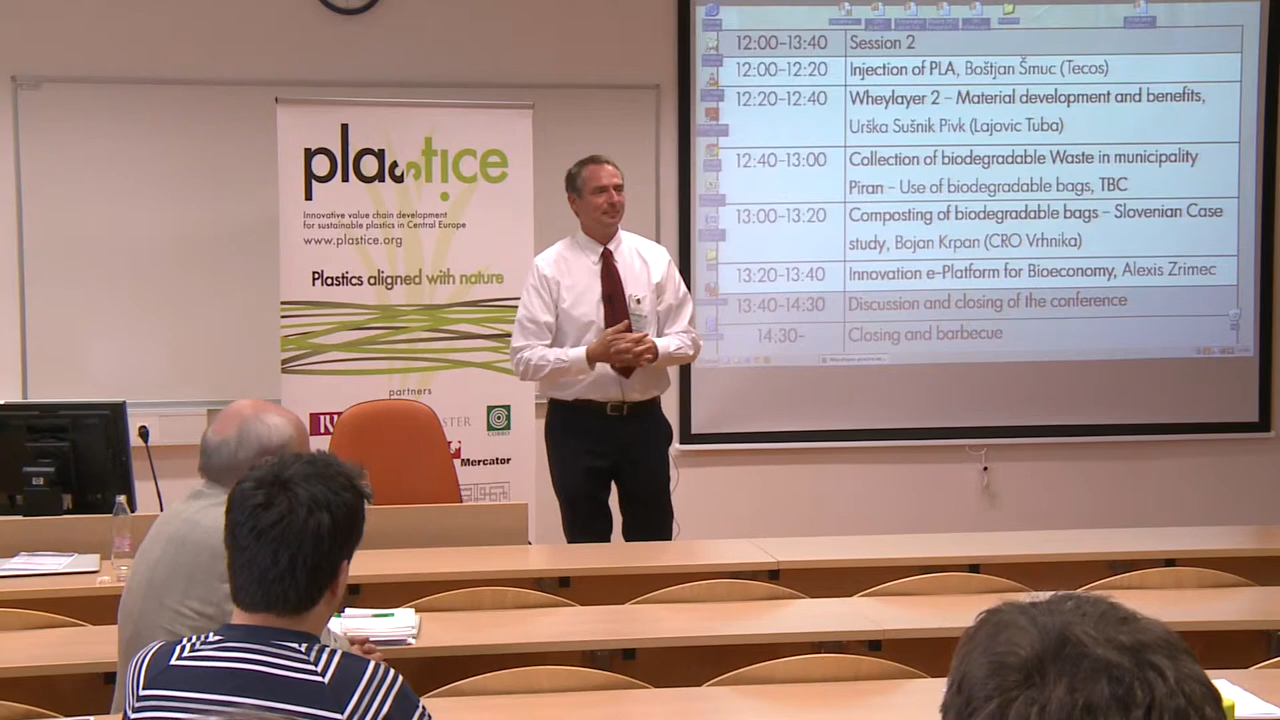 plastice
Innovative value chain development
for sustainable plastics in Central Europe
www.plastice.org
Plastics aligned with nature
partners
Mercator
12:00–13:40 Session 2
12:00–12:20 Injection of PLA, Boštjan Šmuc (Tecos)
12:20–12:40 Wheylayer 2 – Material development and benefits,
Urška Sušnik Pivk (Lajovic Tuba)
12:40–13:00 Collection of biodegradable Waste in municipality
Piran – Use of biodegradable bags, TBC
13:00–13:20 Composting of biodegradable bags – Slovenian Case
study, Bojan Krpan (CRO Vrhnika)
13:20–13:40 Innovation e-Platform for Bioeconomy, Alexis Zrimec
13:40–14:30 Discussion and closing of the conference
14:30– Closing and barbecue